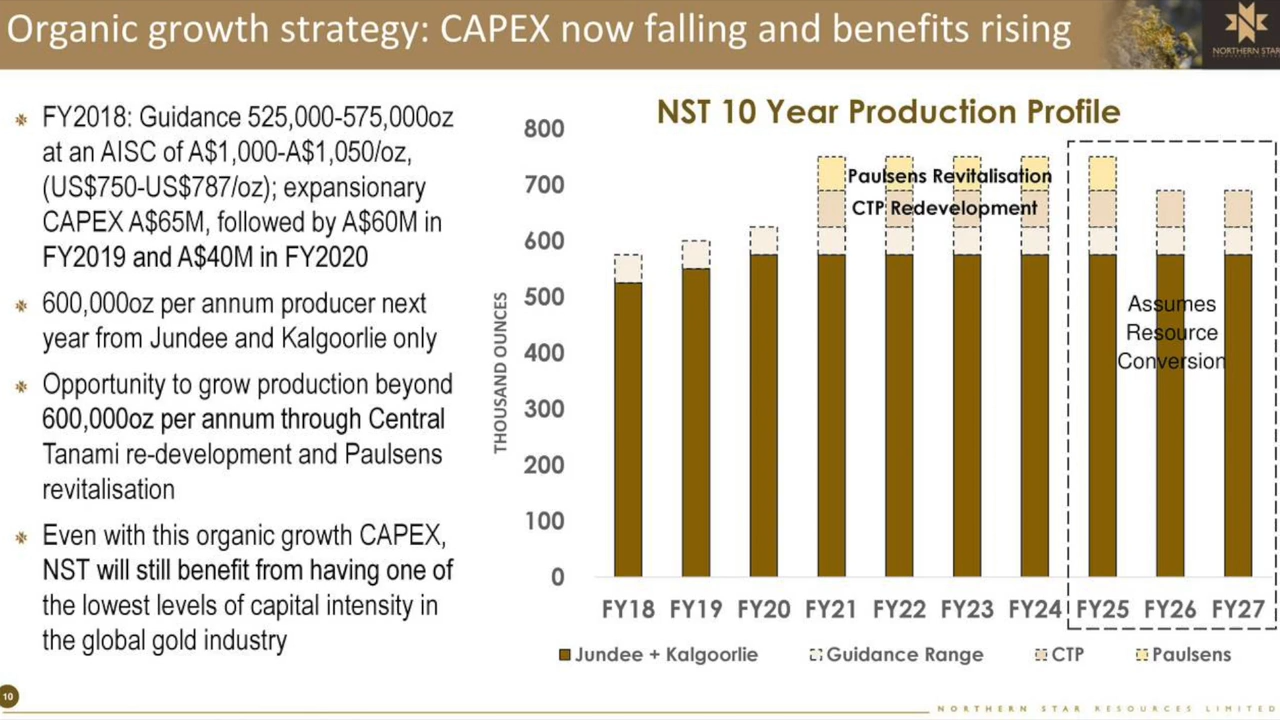 Organic growth strategy: CAPEX now falling and benefits rising
NORTHERN STAR
RESOURCES LIMITED
FY2018: Guidance 525,000-575,000oz
at an AISC of A$1,000-A$1,050/oz,
(US$750-US$787/oz); expansionary
CAPEX A$65M, followed by A$60M in
FY2019 and A$40M in FY2020
600,000oz per annum producer next
year from Jundee and Kalgoorlie only
Opportunity to grow production beyond
600,000oz per annum through Central
Tanami re-development and Paulsens
revitalisation
Even with this organic growth CAPEX,
NST will still benefit from having one of
the lowest levels of capital intensity in
the global gold industry
NST 10 Year Production Profile
THOUSAND OUNCES
800
700
600
500
400
300
200
100
0
Paulsens Revitalisation
CTP Redevelopment
Assumes
Resource
Conversion
FY18 FY19 FY20 FY21 FY22 FY23 FY24 FY25 FY26 FY27
Jundee + Kalgoorlie Guidance Range CTP Paulsens
10
NORTHERN STAR RESOURCES LIMITED